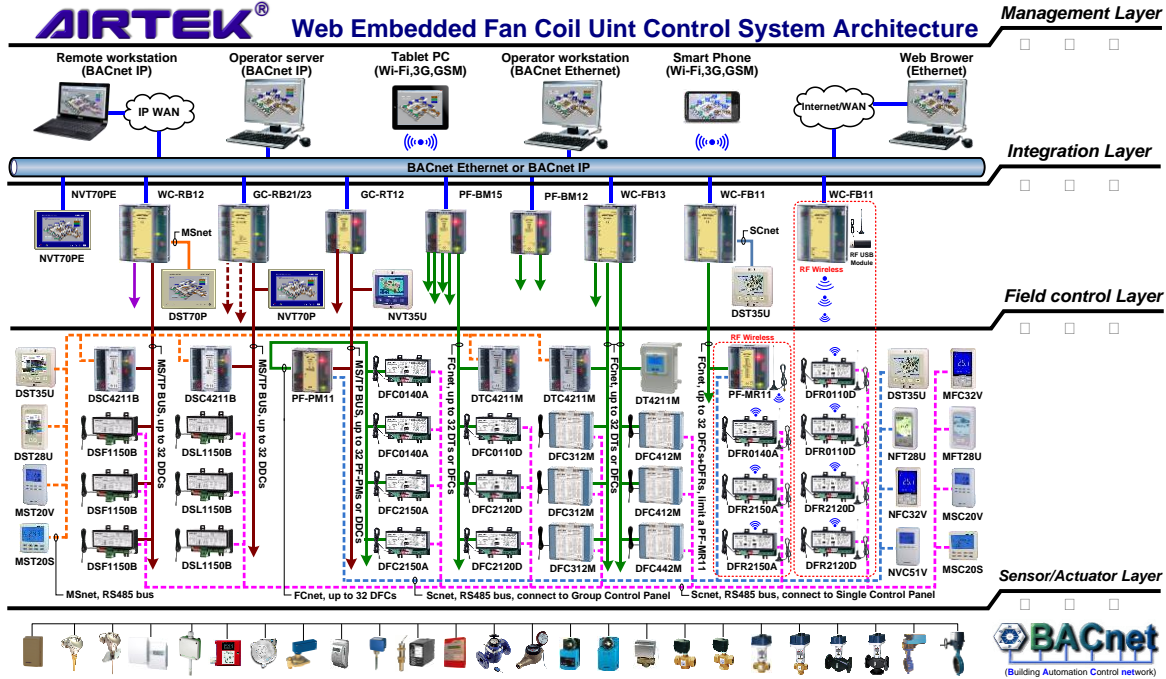 AIRTEK®
Web Embedded Fan Coil Uint Control System Architecture
Management Layer
Remote workstation
(BACnet IP)
Operator server
(BACnet IP)
Tablet PC
(Wi-Fi,3G,GSM)
Operator workstation
(BACnet Ethernet)
Smart Phone
(Wi-Fi,3G,GSM)
Web Brower
(Ethernet)
IP WAN
Internet/WAN
BACnet Ethernet or BACnet IP
Integration Layer
NVT70PE
WC-RB12
GC-RB21/23
GC-RT12
PF-BM15
PF-BM12
WC-FB13
WC-FB11
WC-FB11
MSnet
SCnet
RF USB
Module
RF Wireless
NVT70PE
DST70P
NVT70P
NVT35U
DST35U
Field control Layer
RF Wireless
MS/TP BUS, up to 32 DDCs
MS/TP BUS, up to 32 DDCs
MS/TP BUS, up to 32 PF-PMs or DDCs
FCnet, up to 32 DTs or DFCs
FCnet, up to 32 DTs or DFCs
FCnet, up to 32 DFCs+DFRs, limit a PF-MR11
DST35U
DSC4211B
DSC4211B
PF-PM11
DFC0140A
DTC4211M
DTC4211M
DT4211M
PF-MR11
DFR0110D
DST35U
MFC32V
DST28U
DSF1150B
DSL1150B
DFC0140A
DFC0110D
DFC312M
DFC412M
DFR0140A
DFR0110D
NFT28U
MFT28U
MST20V
DSF1150B
DSL1150B
DFC2150A
DFC2120D
DFC312M
DFC412M
DFR2150A
DFR2120D
NFC32V
MSC20V
MST20S
DSF1150B
DSL1150B
DFC2150A
DFC2120D
DFC312M
DFC442M
DFR2150A
DFR2120D
NVC51V
MSC20S
MSnet, RS485 bus
FCnet, up to 32 DFCs
Scnet, RS485 bus, connect to Group Control Panel
Scnet, RS485 bus, connect to Single Control Panel
Sensor/Actuator Layer
BACnet
(Building Automation Control network)